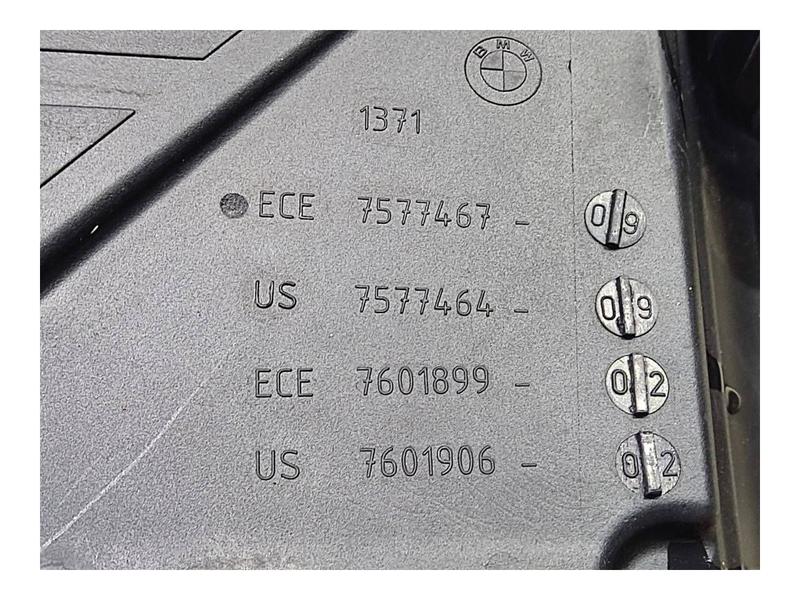 BMW
1371
ECE 7577467 - 09
US 7577464 - 09
ECE 7601899 - 02
US 7601906 - 02